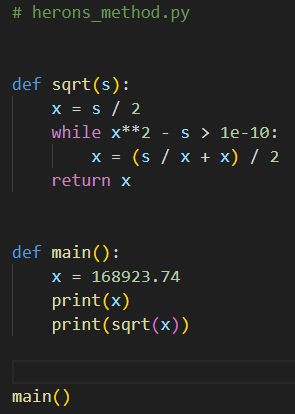 # herons_method.py
def sqrt(s):
    x = s / 2
    while x**2 - s > 1e-10:
        x = (s / x + x) / 2
    return x
def main():
    x = 168923.74
    print(x)
    print(sqrt(x))
main()